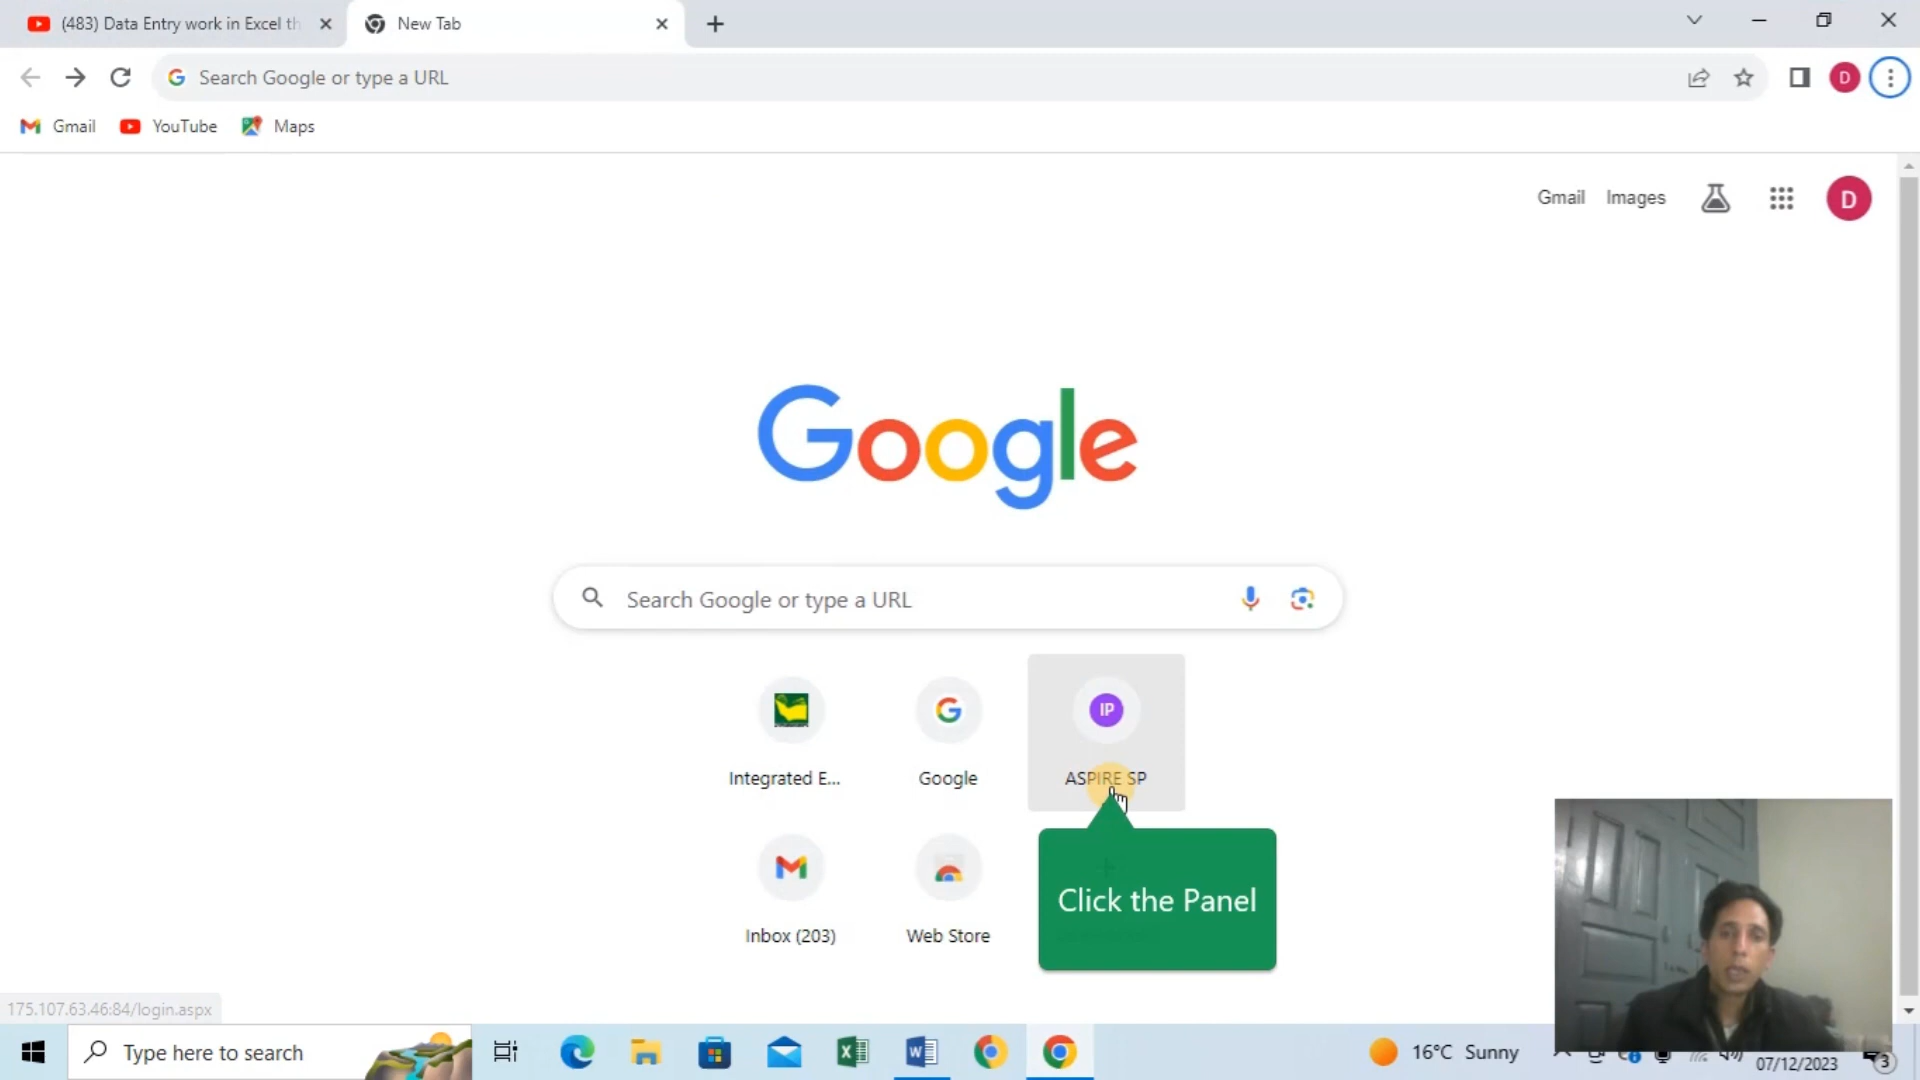 (483) Data Entry work in Excel th
New Tab
Search Google or type a URL
D
Gmail
YouTube
Maps
Gmail
Images
D
Google
Search Google or type a URL
IP
Integrated E...
Google
ASPIRE SP
Click the Panel
Inbox (203)
Web Store
175.107.63.46:84/login.aspx
Type here to search
16°C Sunny
07/12/2023
3